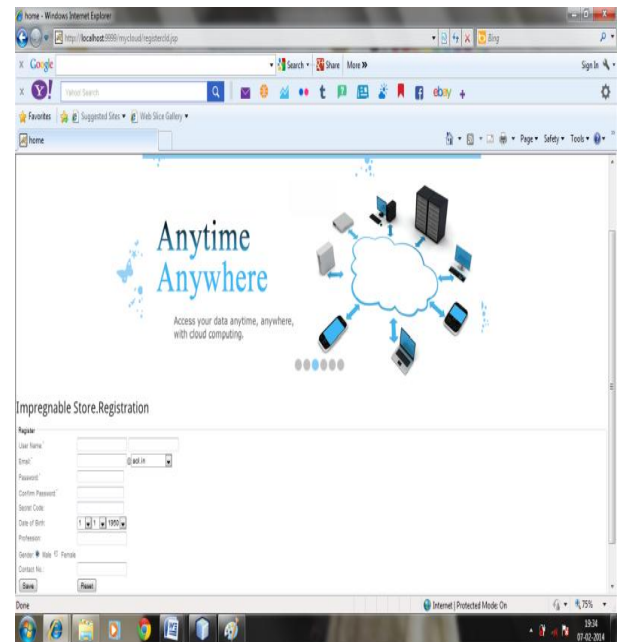 home - Windows Internet Explorer
http://localhost:9999/mycloud/registercld.jsp
Bing
x Google
Search
Share
More »
Sign In
x Y!
Yahoo Search
ebay
Favorites
Suggested Sites
Web Slice Gallery
home
Page
Safety
Tools
Anytime
Anywhere
Access your data anytime, anywhere,
with cloud computing.
Impregnable Store.Registration
Register
User Name*
Email*
@ aol.in
Password*
Confirm Password*
Secret Code
Date of Birth
1 1 1950
Profession
Gender Male Female
Contact No.:
Save
Reset
Done
Internet | Protected Mode: On
75%
19:34
07-02-2014